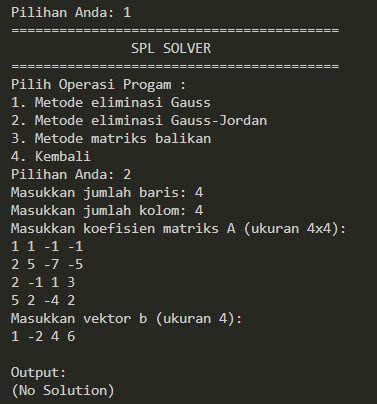 Pilihan Anda: 1
========================================
SPL SOLVER
========================================
Pilih Operasi Progam :
1. Metode eliminasi Gauss
2. Metode eliminasi Gauss-Jordan
3. Metode matriks balikan
4. Kembali
Pilihan Anda: 2
Masukkan jumlah baris: 4
Masukkan jumlah kolom: 4
Masukkan koefisien matriks A (ukuran 4x4):
1 1 -1 -1
2 5 -7 -5
2 -1 1 3
5 2 -4 2
Masukkan vektor b (ukuran 4):
1 -2 4 6
Output:
(No Solution)